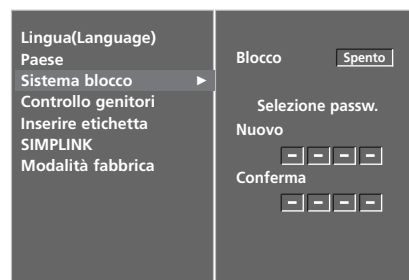 Lingua(Language)
Paese
Sistema blocco ►
Controllo genitori
Inserire etichetta
SIMPLINK
Modalità fabbrica
Blocco Spento
Selezione passw.
Nuovo
– – – –
Conferma
– – – –